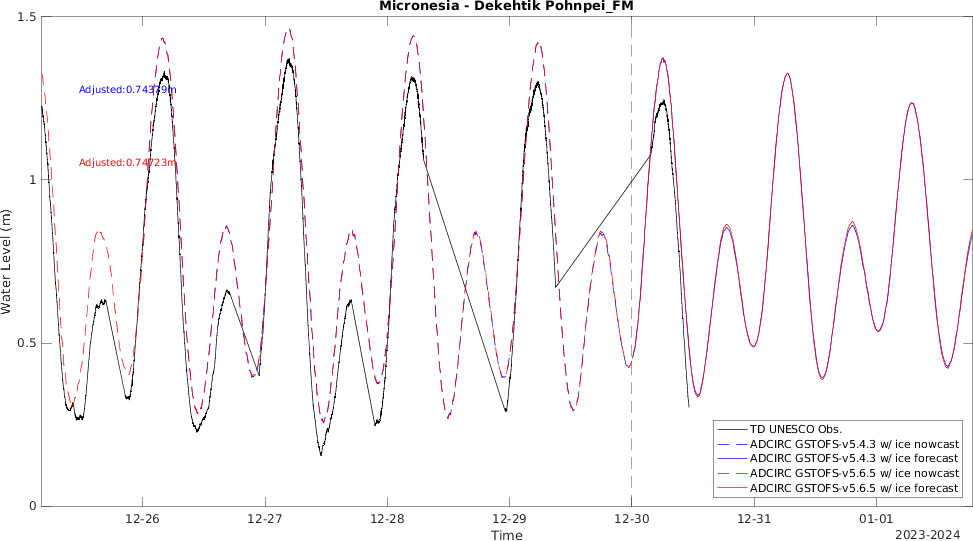 Micronesia - Dekehtik Pohnpei_FM
1.5
Adjusted:0.74379m
Adjusted:0.74723m
1
Water Level (m)
0.5
0
TD UNESCO Obs.
ADCIRC GSTOFS-v5.4.3 w/ ice nowcast
ADCIRC GSTOFS-v5.4.3 w/ ice forecast
ADCIRC GSTOFS-v5.6.5 w/ ice nowcast
ADCIRC GSTOFS-v5.6.5 w/ ice forecast
12-26 12-27 12-28 12-29 12-30 12-31 01-01
Time
2023-2024